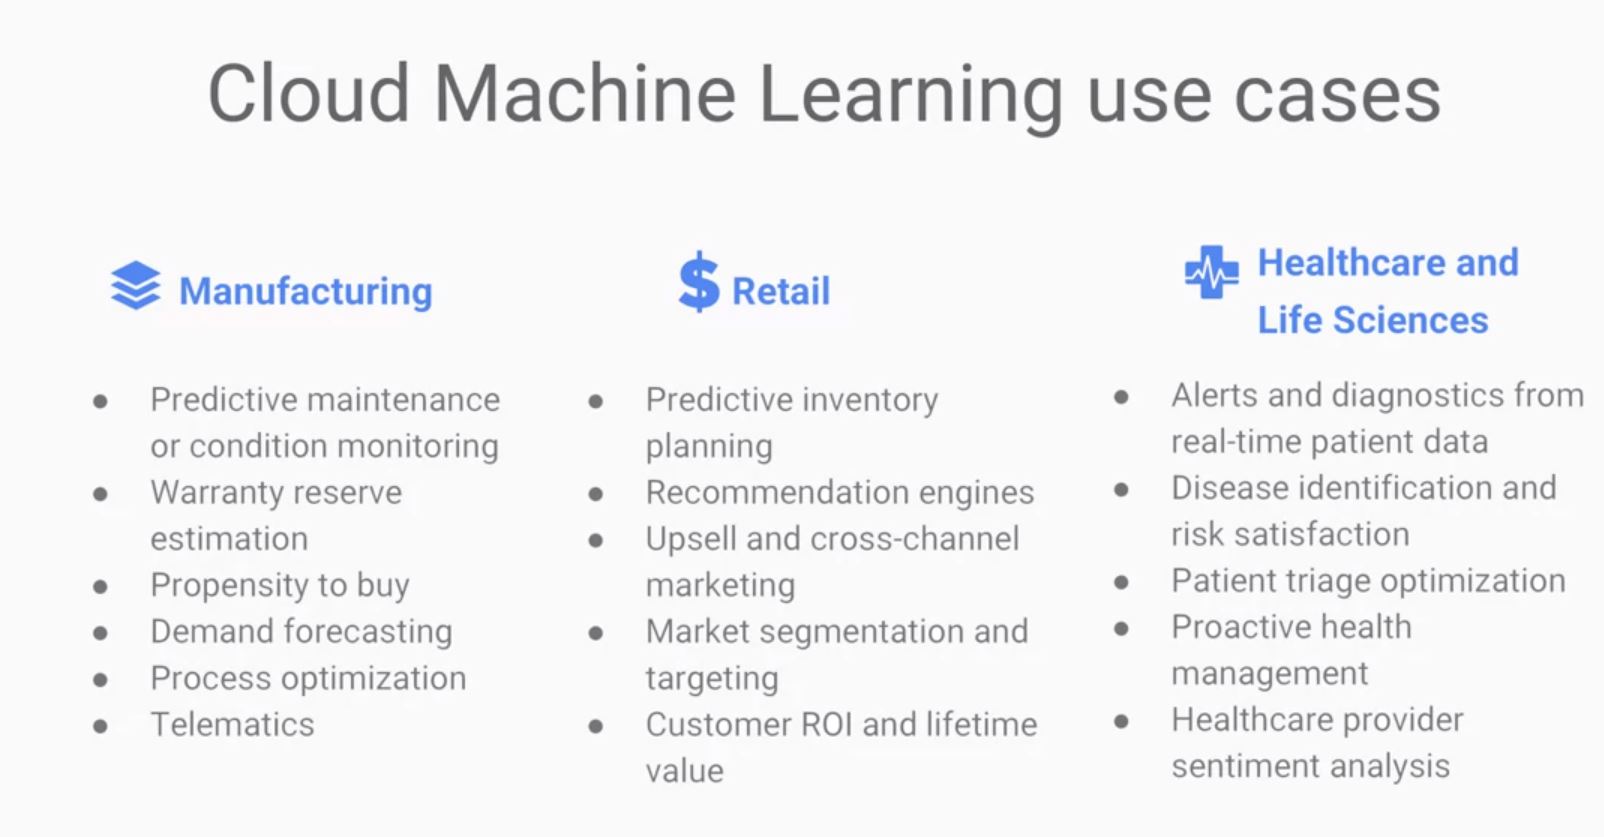 Cloud Machine Learning use cases
Manufacturing
Predictive maintenance
or condition monitoring
Warranty reserve
estimation
Propensity to buy
Demand forecasting
Process optimization
Telematics
$ Retail
Predictive inventory
planning
Recommendation engines
Upsell and cross-channel
marketing
Market segmentation and
targeting
Customer ROI and lifetime
value
Healthcare and
Life Sciences
Alerts and diagnostics from
real-time patient data
Disease identification and
risk satisfaction
Patient triage optimization
Proactive health
management
Healthcare provider
sentiment analysis